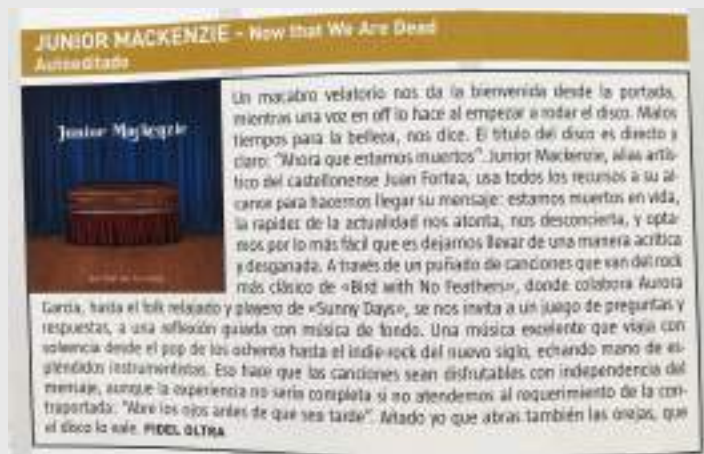 JUNIOR MACKENZIE - Now that We Are Dead
Autoeditado
Junior Mackenzie
Un macabro velatorio nos da la bienvenida desde la portada,
mientras una voz en off lo hace al empezar a rodar el disco. Malos
tiempos para la belleza, nos dice. El título del disco es directo y
claro: "Ahora que estamos muertos". Junior Mackenzie, alias artís-
tico del castellonense Juan Fortea, usa todos los recursos a su al-
cance para hacernos llegar su mensaje: estamos muertos en vida,
la rapidez de la actualidad nos atonta, nos desconcierta, y opta-
mos por lo más fácil que es dejarnos llevar de una manera acrítica
y desganada. A través de un puñado de canciones que van del rock
más clásico de «Bird with No Feathers», donde colabora Aurora
García, hasta el folk relajado y playero de «Sunny Days», se nos invita a un juego de preguntas y
respuestas, a una reflexión guiada con música de fondo. Una música excelente que viaja con
solvencia desde el pop de los ochenta hasta el indie-rock del nuevo siglo, echando mano de es-
pléndidos instrumentistas. Eso hace que las canciones sean disfrutables con independencia del
mensaje, aunque la experiencia no sería completa si no atendemos al requerimiento de la con-
traportada: "Abre los ojos antes de que sea tarde". Añado yo que abras también las orejas, que
el disco lo vale. FIDEL OLTRA